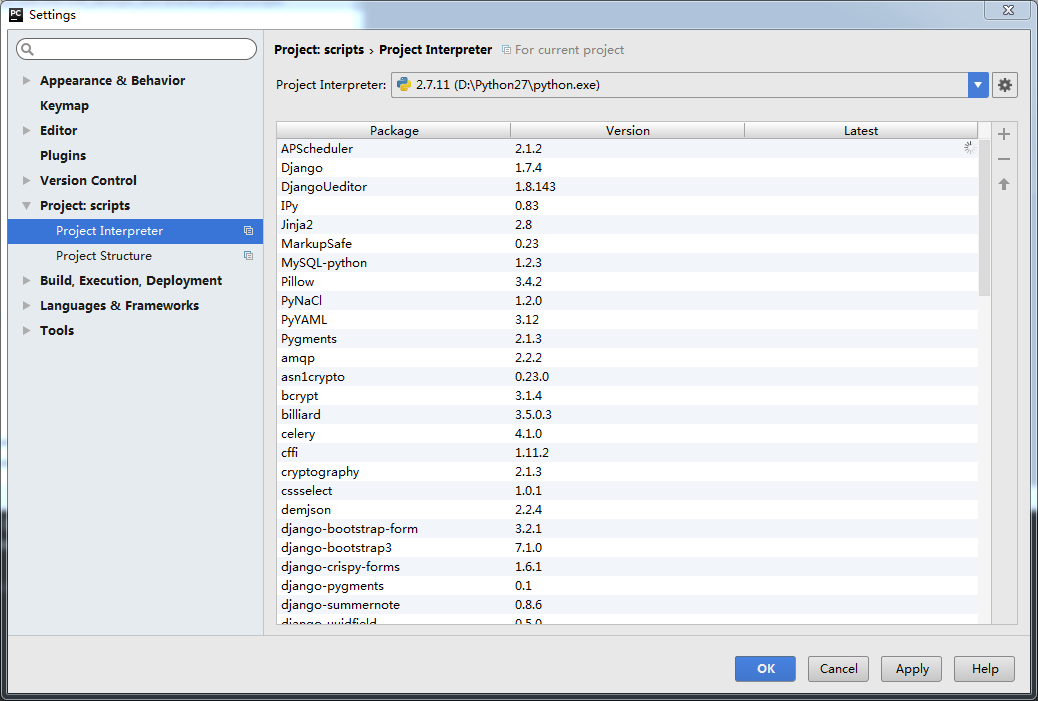 PC Settings
Appearance & Behavior
Keymap
Editor
Plugins
Version Control
Project: scripts
Project Interpreter
Project Structure
Build, Execution, Deployment
Languages & Frameworks
Tools
Project: scripts › Project Interpreter For current project
Project Interpreter: 2.7.11 (D:\Python27\python.exe)
Package Version Latest
APScheduler 2.1.2
Django 1.7.4
DjangoUeditor 1.8.143
IPy 0.83
Jinja2 2.8
MarkupSafe 0.23
MySQL-python 1.2.3
Pillow 3.4.2
PyNaCl 1.2.0
PyYAML 3.12
Pygments 2.1.3
amqp 2.2.2
asn1crypto 0.23.0
bcrypt 3.1.4
billiard 3.5.0.3
celery 4.1.0
cffi 1.11.2
cryptography 2.1.3
cssselect 1.0.1
demjson 2.2.4
django-bootstrap-form 3.2.1
django-bootstrap3 7.1.0
django-crispy-forms 1.6.1
django-pygments 0.1
django-summernote 0.8.6
django-uuidfield 0.5.0
OK Cancel Apply Help